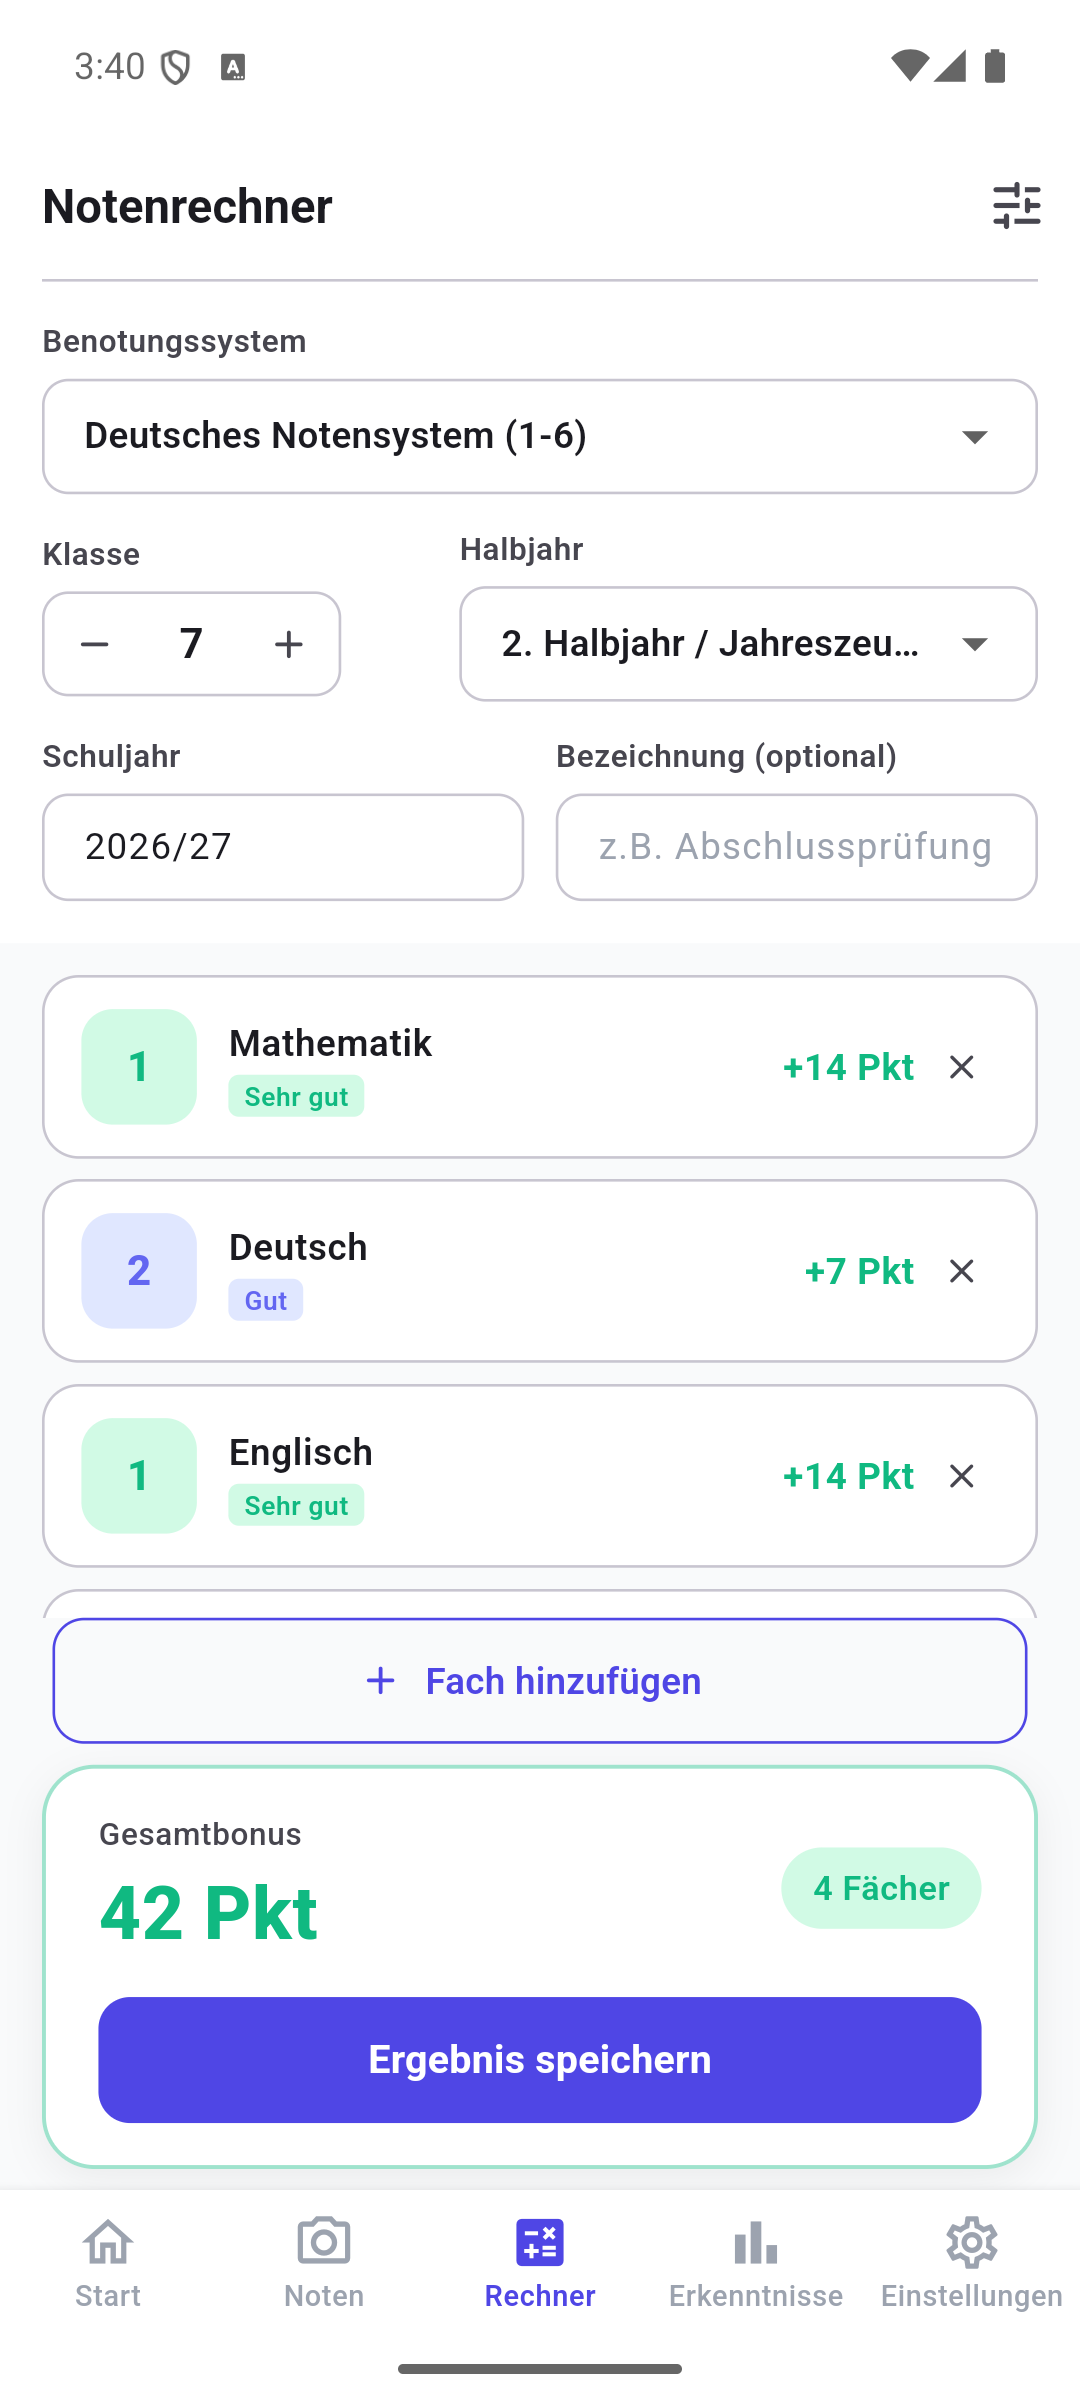 3:40
Notenrechner
Benotungssystem
Deutsches Notensystem (1-6)
Klasse
Halbjahr
7
2. Halbjahr / Jahreszeu...
Schuljahr
Bezeichnung (optional)
2026/27
z.B. Abschlussprüfung
1
Mathematik
Sehr gut
+14 Pkt
2
Deutsch
Gut
+7 Pkt
1
Englisch
Sehr gut
+14 Pkt
Fach hinzufügen
Gesamtbonus
42 Pkt
4 Fächer
Ergebnis speichern
Start
Noten
Rechner
Erkenntnisse
Einstellungen